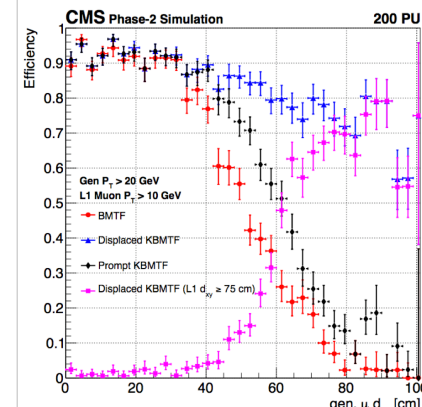 CMS Phase-2 Simulation 200 PU
Efficiency
1
0.9
0.8
0.7
0.6
0.5
0.4
0.3
0.2
0.1
0
Gen P_T > 20 GeV
L1 Muon P_T > 10 GeV
BMTF
Displaced KBMTF
Prompt KBMTF
Displaced KBMTF (L1 d_xy ≥ 75 cm)
0 20 40 60 80 100
gen. μ d [cm]